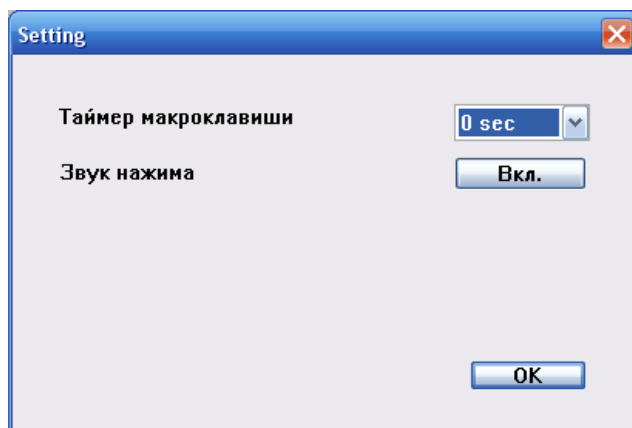 Setting
Таймер макроклавиши
0 sec
Звук нажима
Вкл.
OK